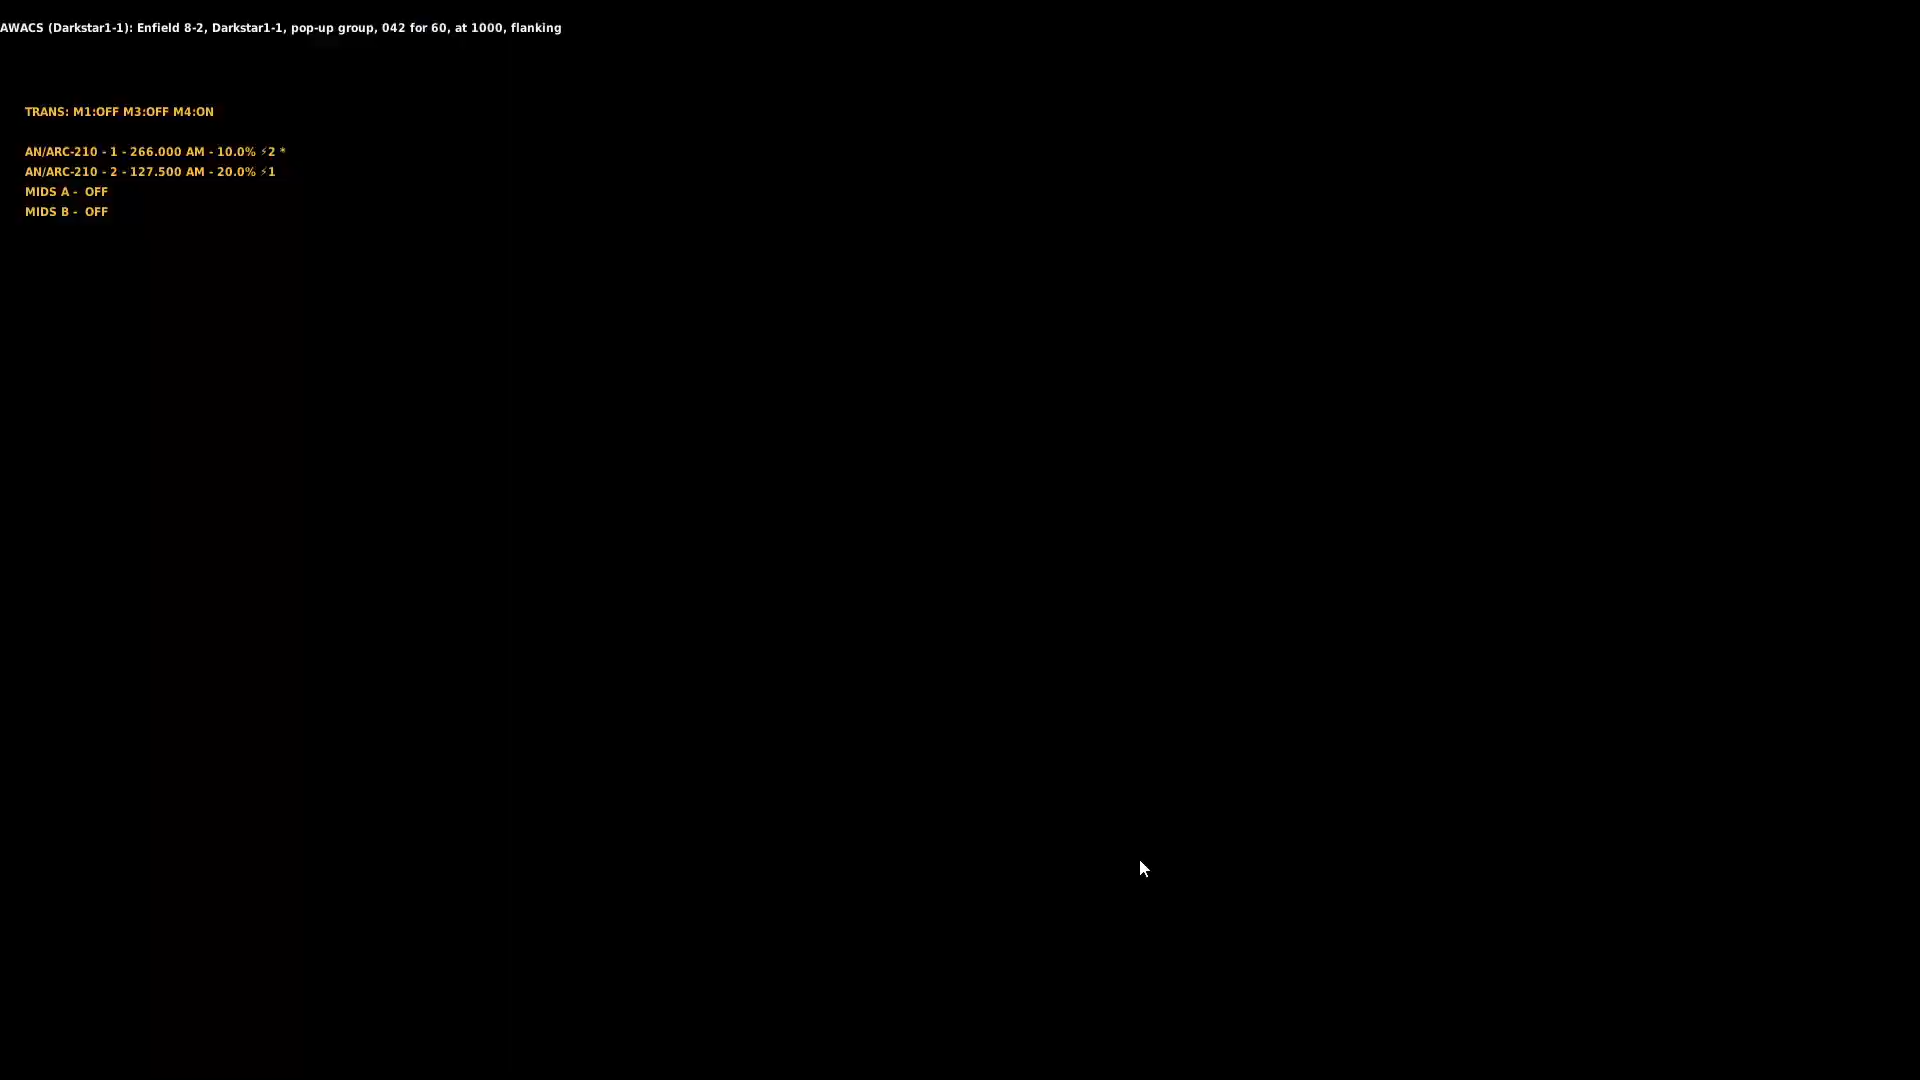 AWACS (Darkstar1-1): Enfield 8-2, Darkstar1-1, pop-up group, 042 for 60, at 1000, flanking
TRANS: M1:OFF M3:OFF M4:ON
AN/ARC-210 - 1 - 266.000 AM - 10.0% ⚡2 *
AN/ARC-210 - 2 - 127.500 AM - 20.0% ⚡1
MIDS A -  OFF
MIDS B -  OFF